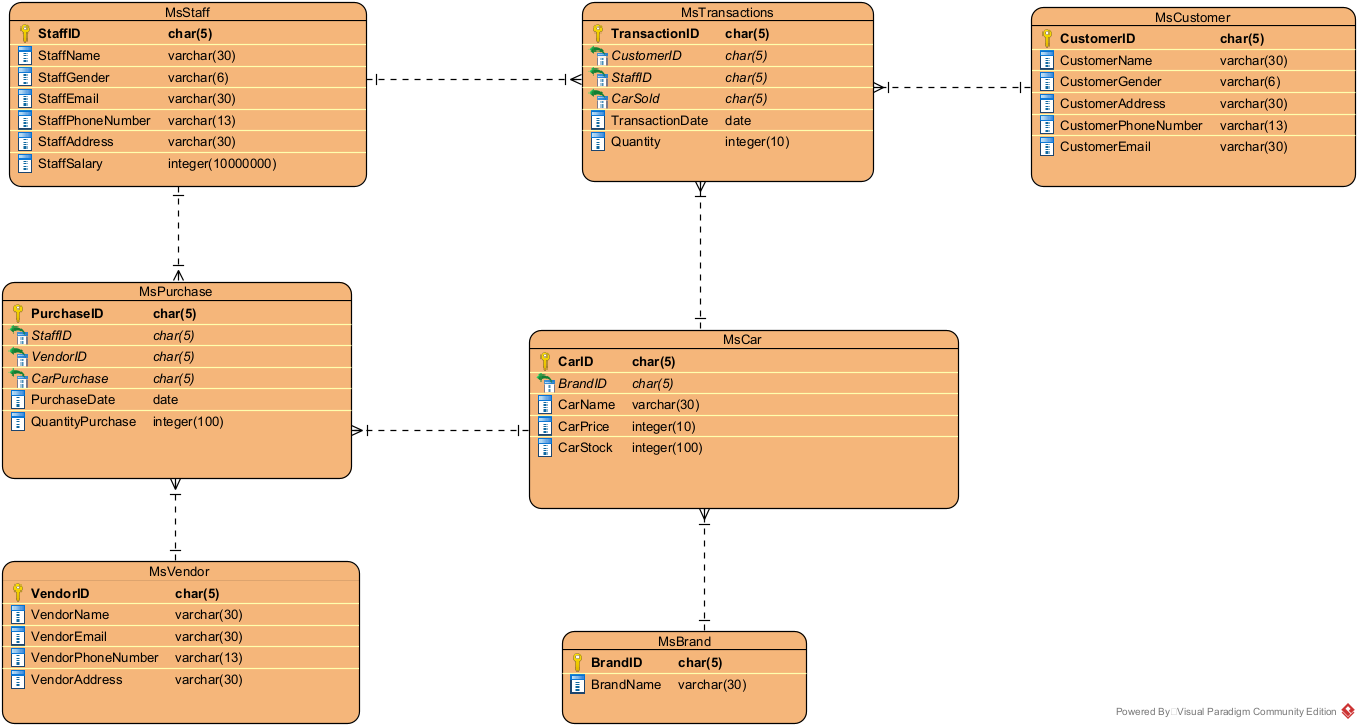 MsStaff
StaffID char(5)
StaffName varchar(30)
StaffGender varchar(6)
StaffEmail varchar(30)
StaffPhoneNumber varchar(13)
StaffAddress varchar(30)
StaffSalary integer(10000000)
MsTransactions
TransactionID char(5)
CustomerID char(5)
StaffID char(5)
CarSold char(5)
TransactionDate date
Quantity integer(10)
MsCustomer
CustomerID char(5)
CustomerName varchar(30)
CustomerGender varchar(6)
CustomerAddress varchar(30)
CustomerPhoneNumber varchar(13)
CustomerEmail varchar(30)
MsPurchase
PurchaseID char(5)
StaffID char(5)
VendorID char(5)
CarPurchase char(5)
PurchaseDate date
QuantityPurchase integer(100)
MsCar
CarID char(5)
BrandID char(5)
CarName varchar(30)
CarPrice integer(10)
CarStock integer(100)
MsVendor
VendorID char(5)
VendorName varchar(30)
VendorEmail varchar(30)
VendorPhoneNumber varchar(13)
VendorAddress varchar(30)
MsBrand
BrandID char(5)
BrandName varchar(30)
Powered By Visual Paradigm Community Edition